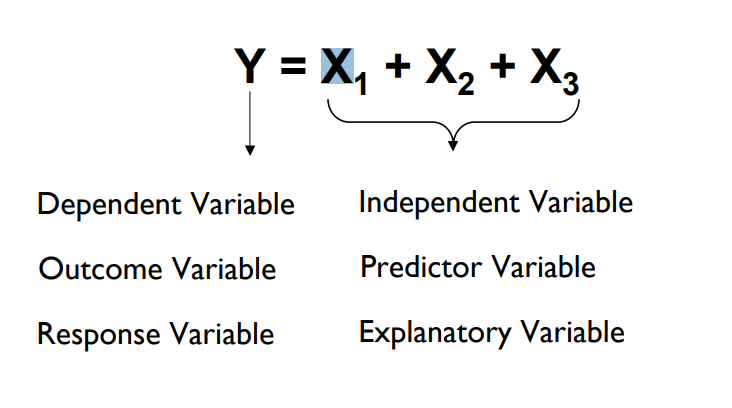 Y = X₁ + X₂ + X₃
Dependent Variable
Independent Variable
Outcome Variable
Predictor Variable
Response Variable
Explanatory Variable